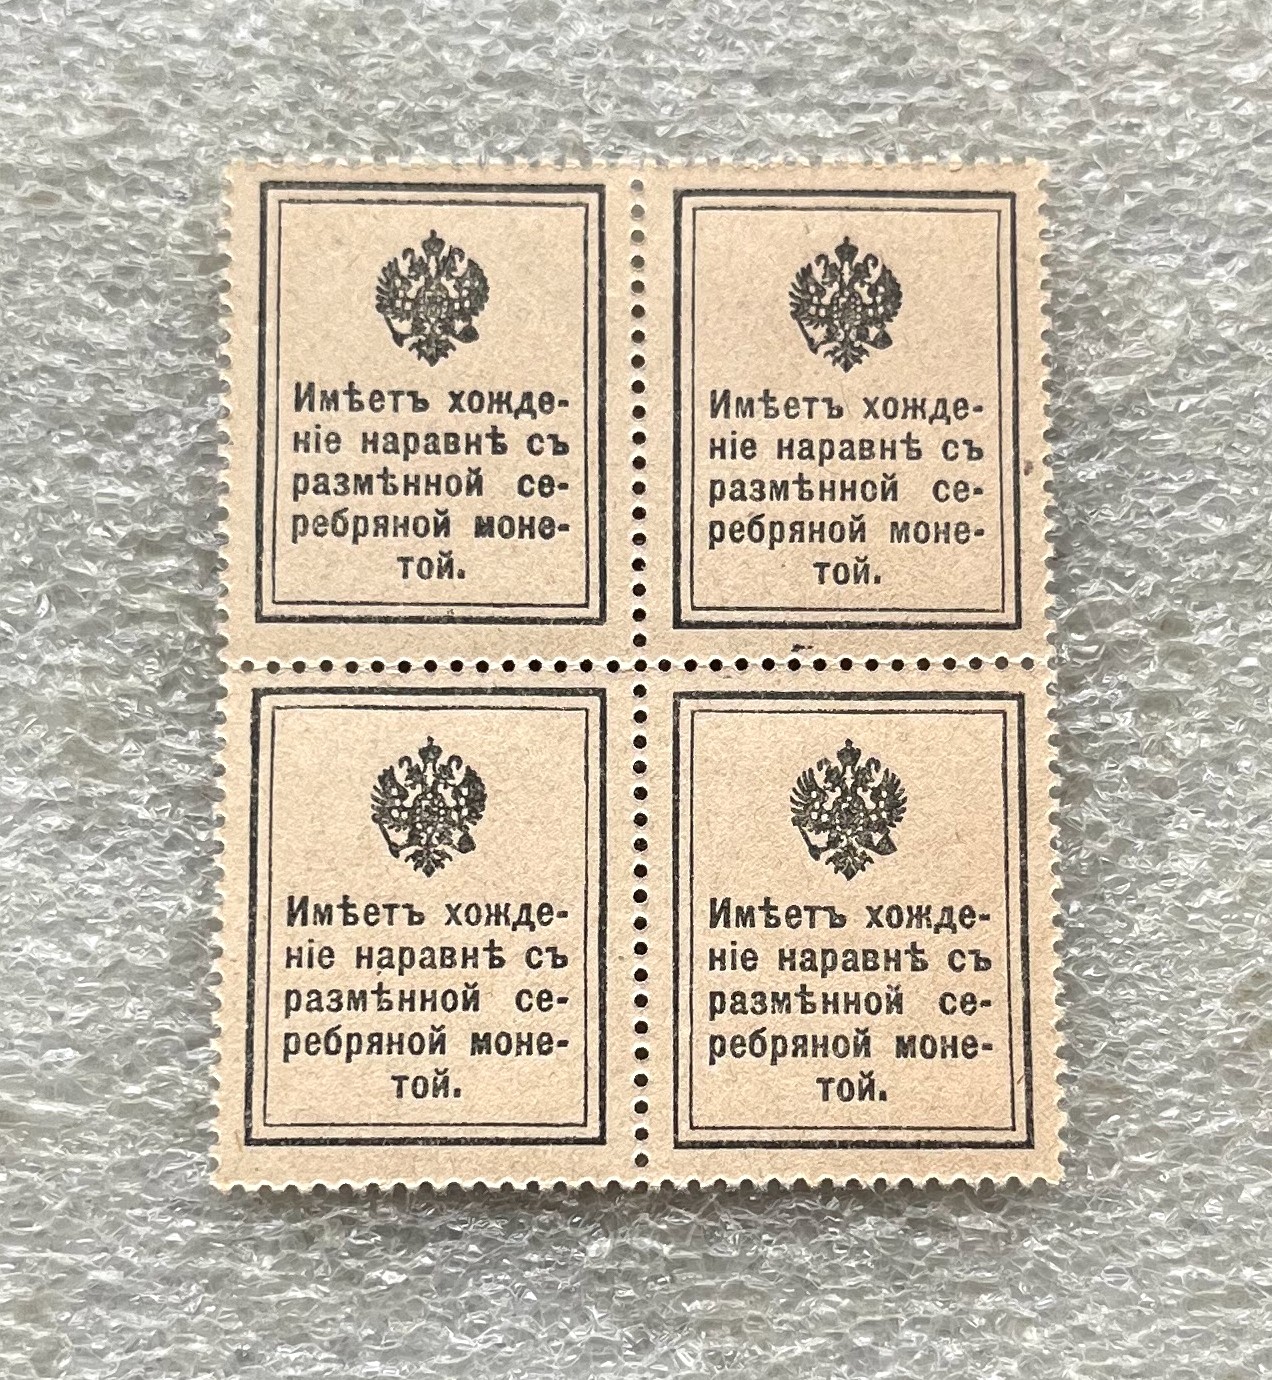 Имѣетъ хожде-
ніе наравнѣ съ
размѣнной се-
ребряной моне-
той.
Имѣетъ хожде-
ніе наравнѣ съ
размѣнной се-
ребряной моне-
той.
Имѣетъ хожде-
ніе наравнѣ съ
размѣнной се-
ребряной моне-
той.
Имѣетъ хожде-
ніе наравнѣ съ
размѣнной се-
ребряной моне-
той.